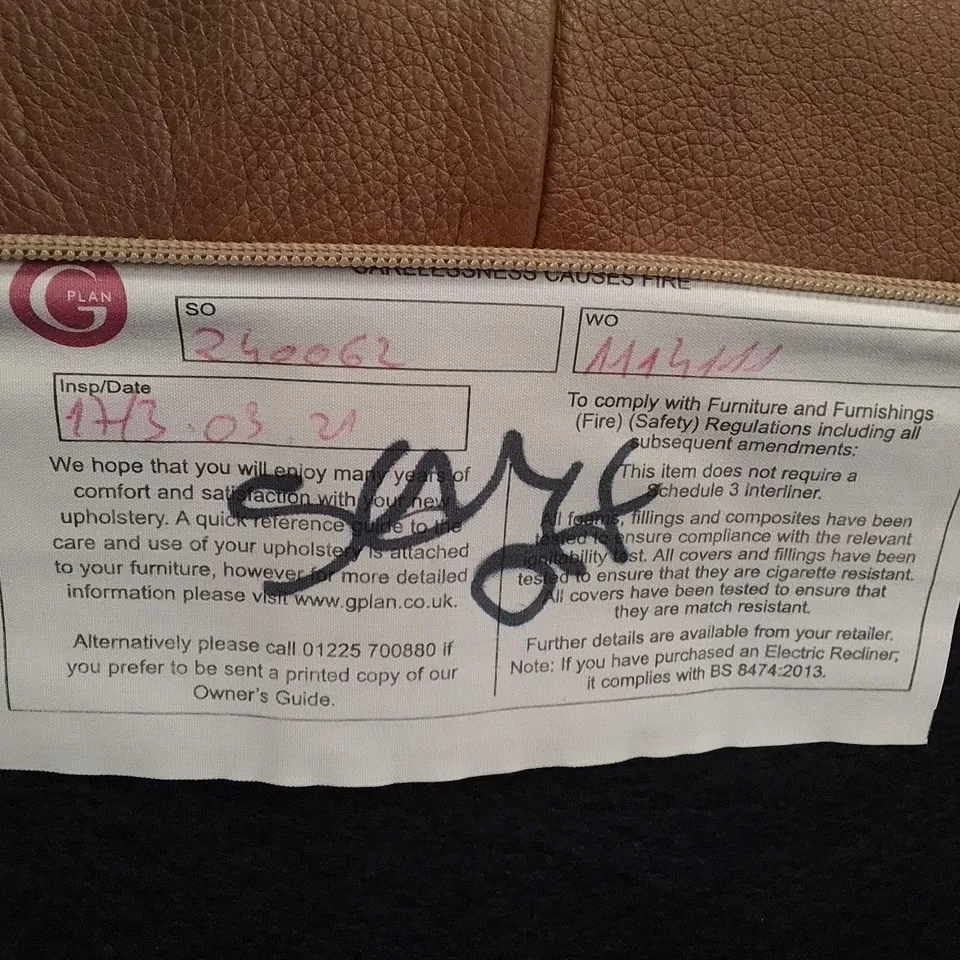 CARELESSNESS CAUSES FIRE
G PLAN
SO
240062
WO
1114111
Insp/Date
17/3.03.21
We hope that you will enjoy many years of
comfort and satisfaction with your new
upholstery. A quick reference guide to the
care and use of your upholstery is attached
to your furniture, however for more detailed
information please visit www.gplan.co.uk.
Alternatively please call 01225 700880 if
you prefer to be sent a printed copy of our
Owner's Guide.
To comply with Furniture and Furnishings
(Fire) (Safety) Regulations including all
subsequent amendments:
This item does not require a
Schedule 3 interliner.
All foams, fillings and composites have been
tested to ensure compliance with the relevant
ignitability test. All covers and fillings have been
tested to ensure that they are cigarette resistant.
All covers have been tested to ensure that
they are match resistant.
Further details are available from your retailer.
Note: If you have purchased an Electric Recliner,
it complies with BS 8474:2013.